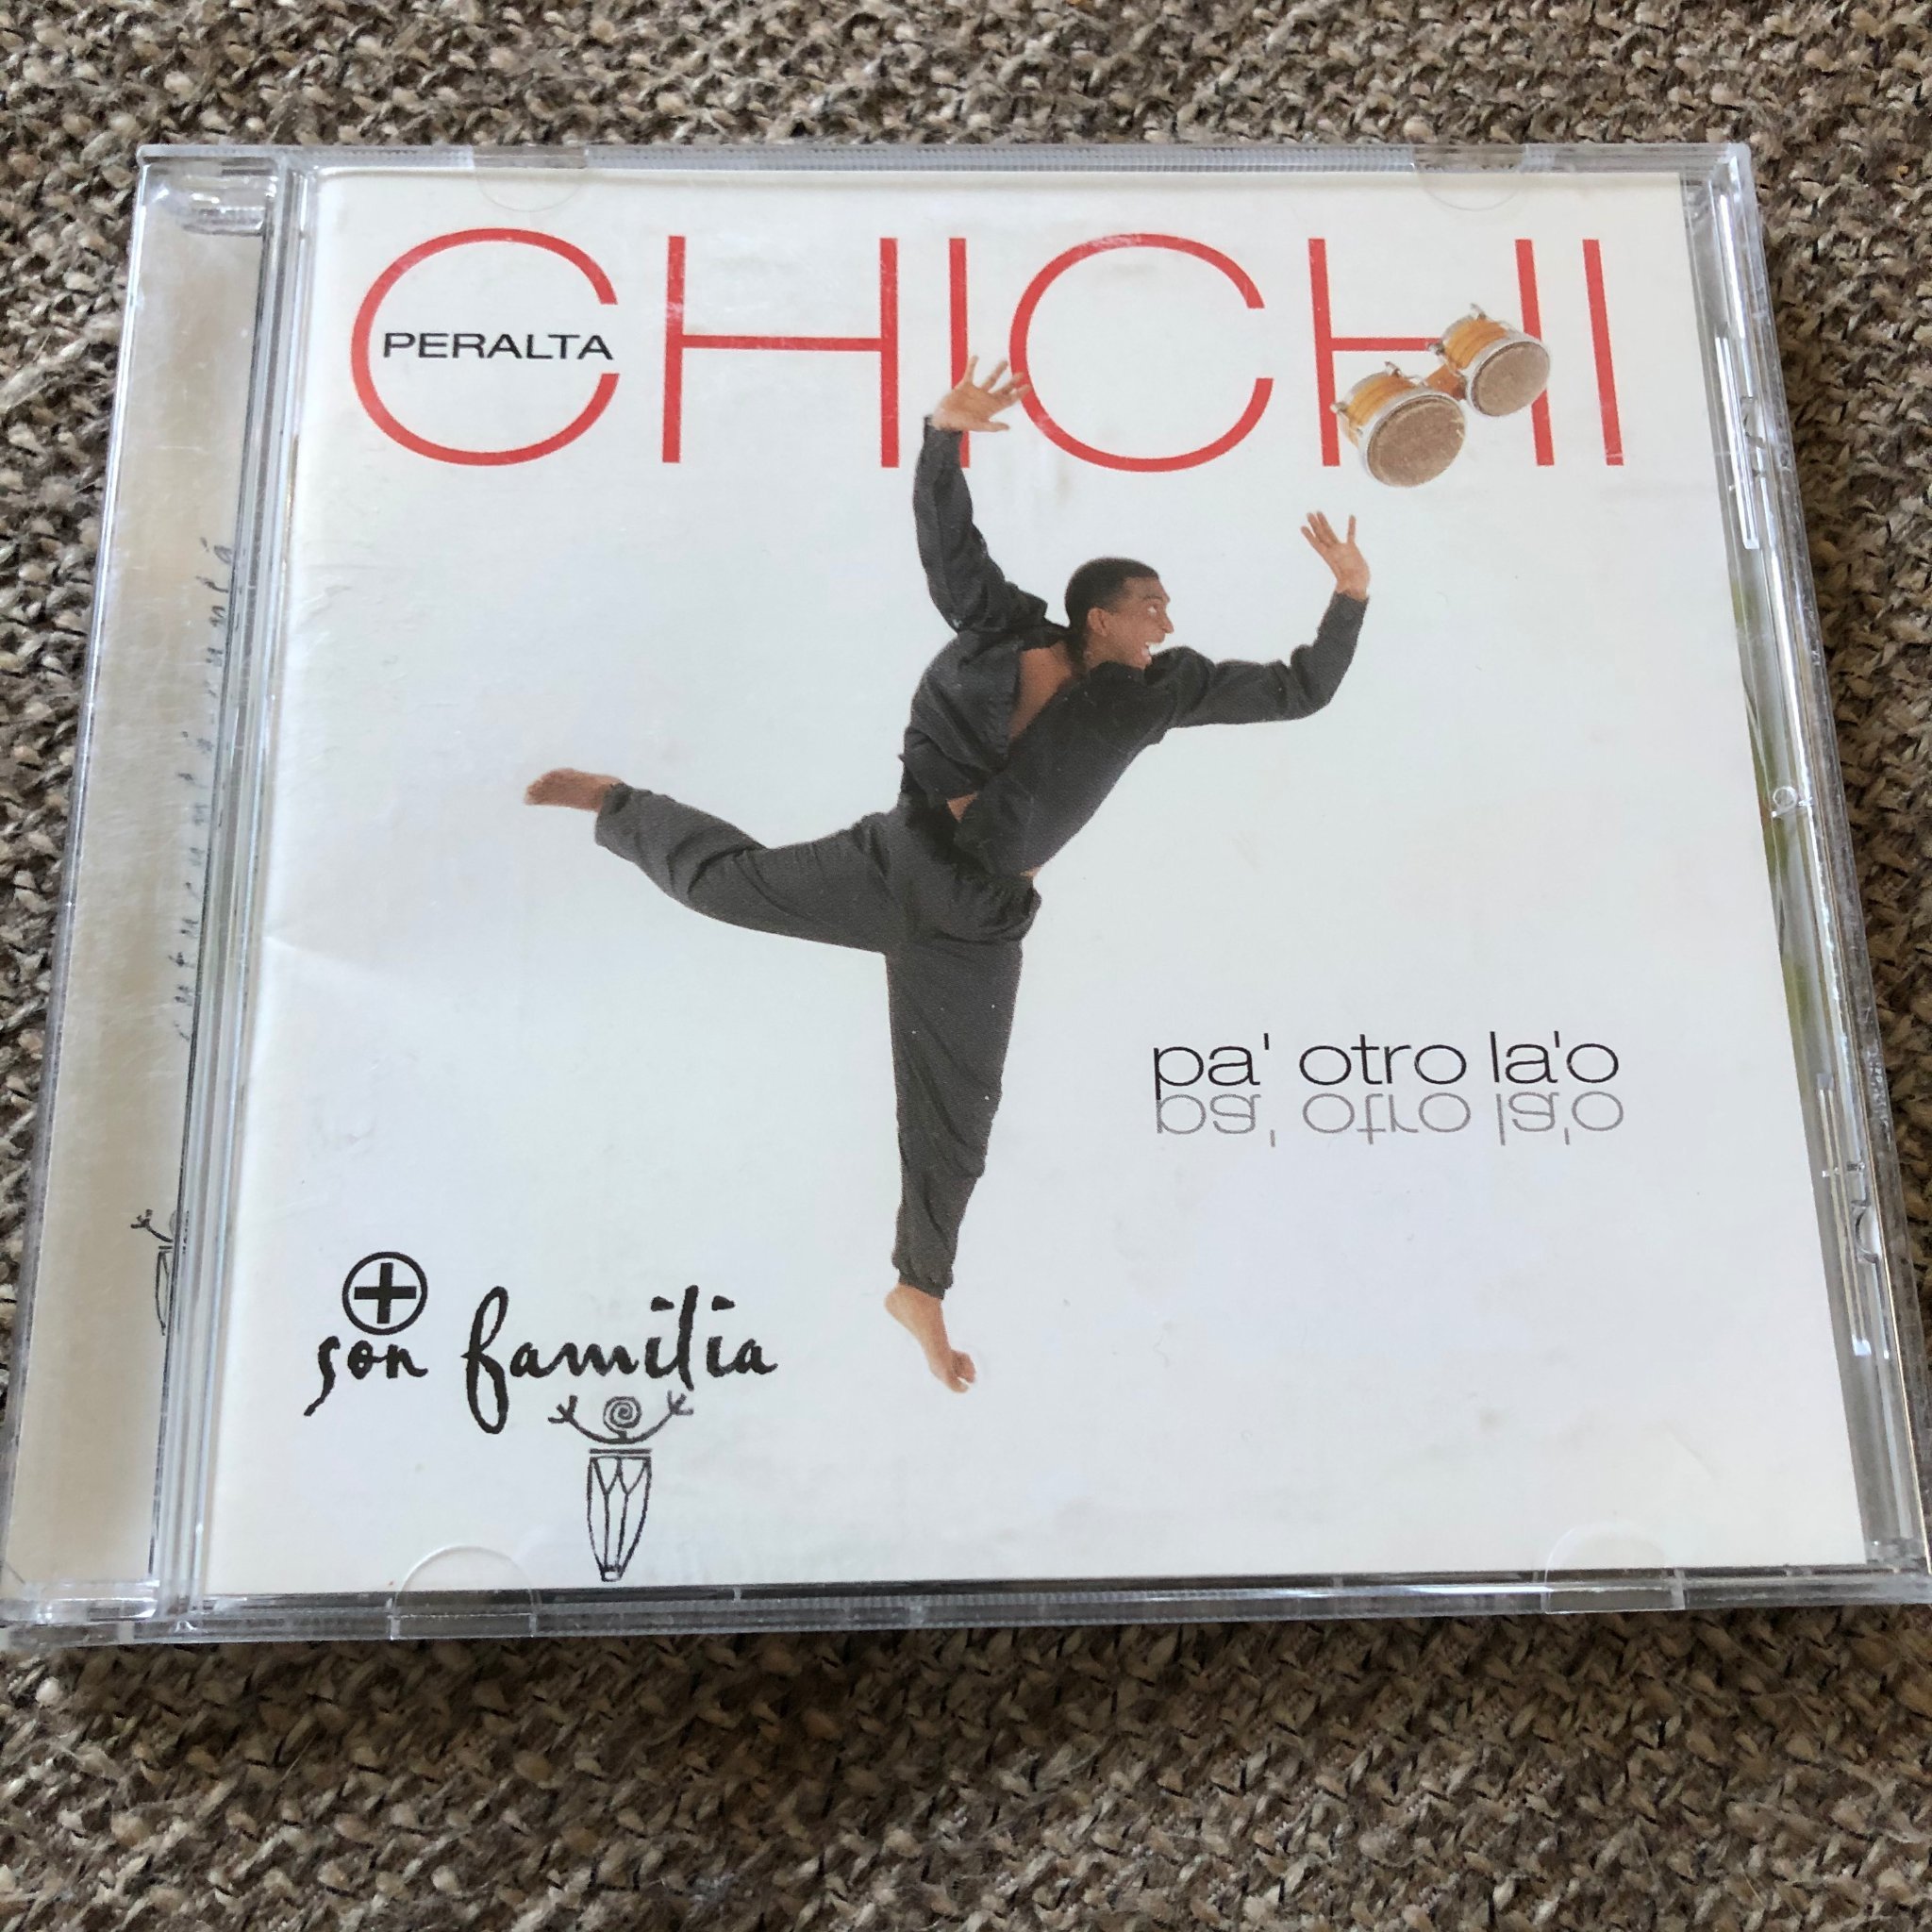 CHICHI
PERALTA
pa' otro la'o
pa' otro la'o
+
son familia